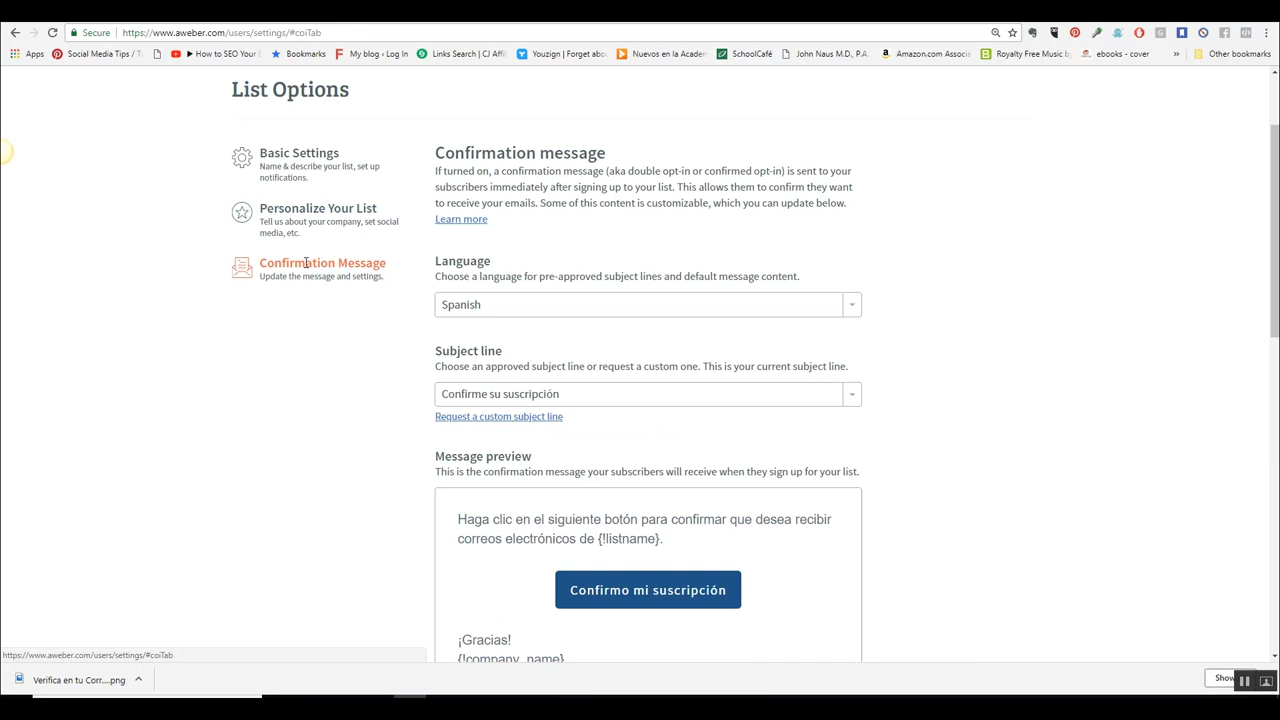 Secure
https://www.aweber.com/users/settings/#coiTab
Apps
Social Media Tips / T
How to SEO Your
Bookmarks
My blog ‹ Log In
Links Search | CJ Affil
Youzign | Forget abo
Nuevos en la Acaden
SchoolCafé
John Naus M.D., P.A.
Amazon.com Associa
Royalty Free Music by
ebooks - cover
»
Other bookmarks
List Options
Basic Settings
Name & describe your list, set up
notifications.
Personalize Your List
Tell us about your company, set social
media, etc.
Confirmation Message
Update the message and settings.
Confirmation message
If turned on, a confirmation message (aka double opt-in or confirmed opt-in) is sent to your
subscribers immediately after signing up to your list. This allows them to confirm they want
to receive your emails. Some of this content is customizable, which you can update below.
Learn more
Language
Choose a language for pre-approved subject lines and default message content.
Spanish
Subject line
Choose an approved subject line or request a custom one. This is your current subject line.
Confirme su suscripción
Request a custom subject line
Message preview
This is the confirmation message your subscribers will receive when they sign up for your list.
Haga clic en el siguiente botón para confirmar que desea recibir
correos electrónicos de {!listname}.
Confirmo mi suscripción
¡Gracias!
{!company_name}
https://www.aweber.com/users/settings/#coiTab
Verifica en tu Corr....png
Show